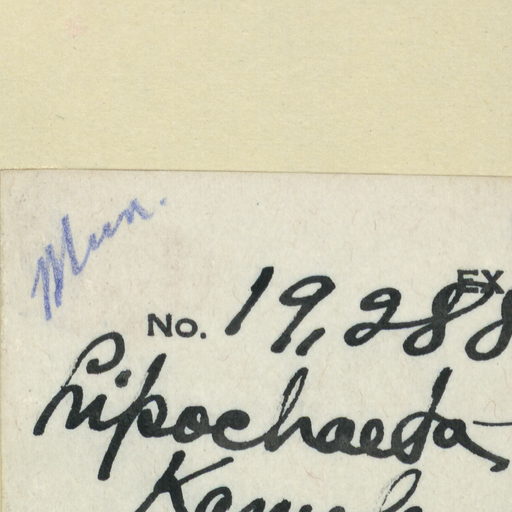 Mun.
EX
No. 19,288
Lipochaeta